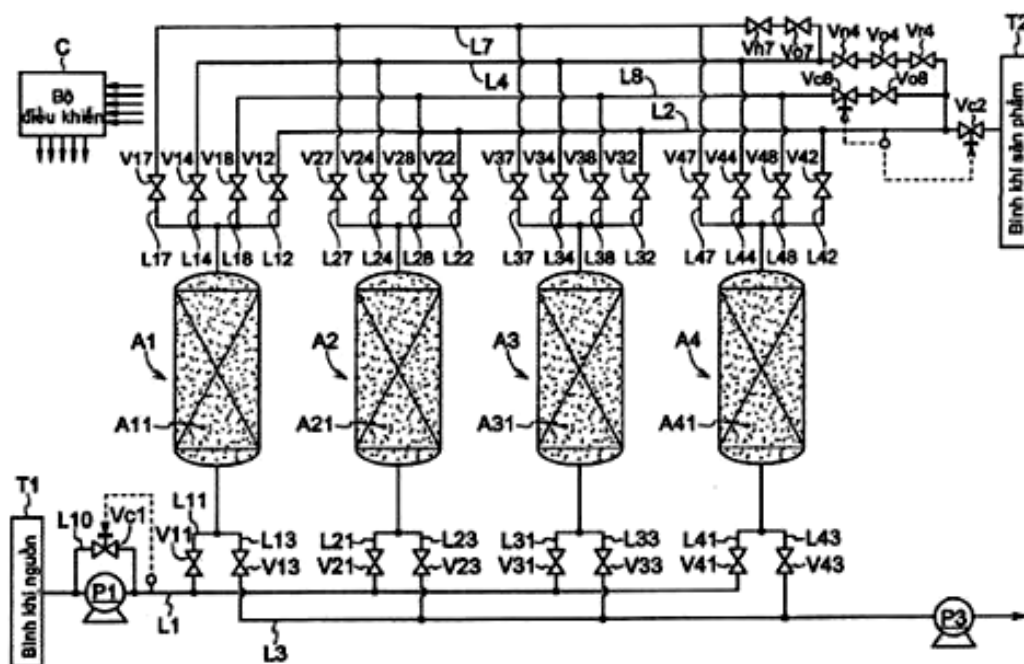 C
Bộ
điều khiển
L7
L4
L8
L2
Vh7
Vo7
Vn4
Vo4
Vr4
Vc8
Vo8
Vc2
T2
Bình khí sản phẩm
V17
V14
V18
V12
V27
V24
V28
V22
V37
V34
V38
V32
V47
V44
V48
V42
L17
L14
L18
L12
L27
L24
L28
L22
L37
L34
L38
L32
L47
L44
L48
L42
A1
A2
A3
A4
A11
A21
A31
A41
T1
Bình khí nguồn
L10
Vc1
P1
L11
V11
L13
V13
L21
V21
L23
V23
L31
V31
L33
V33
L41
V41
L43
V43
L1
L3
P3